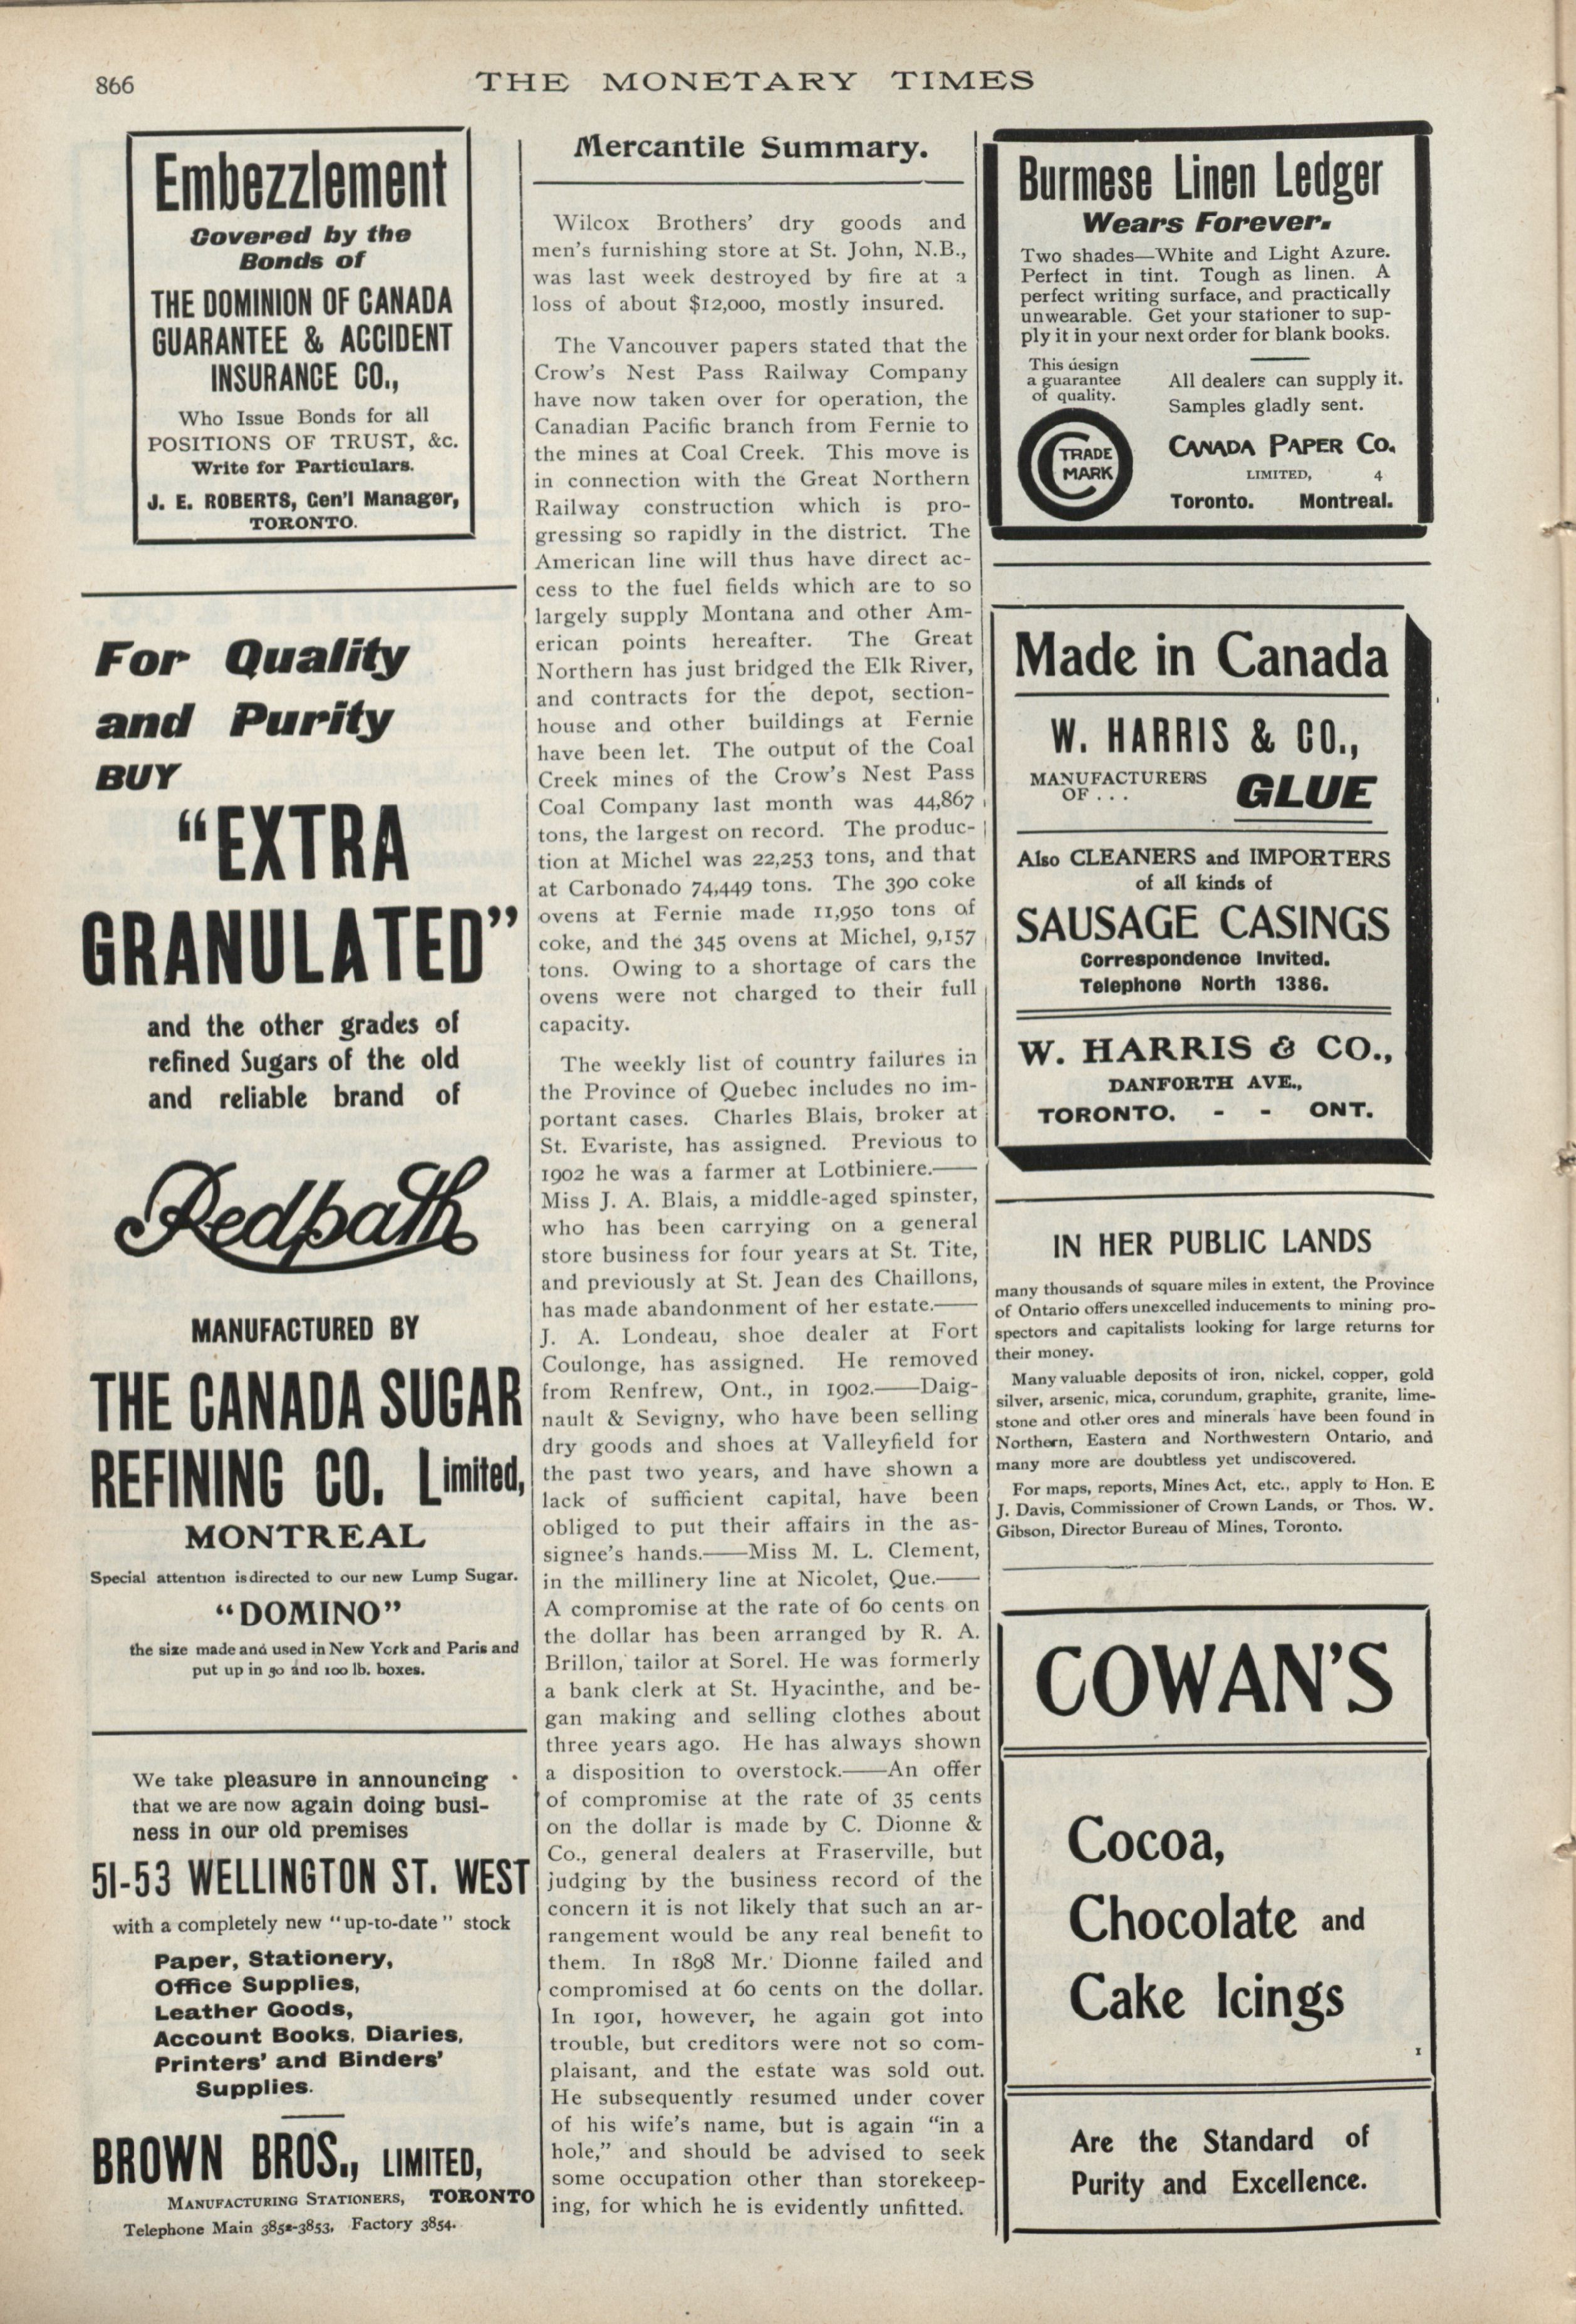 866
THE MONETARY TIMES
Embezzlement
Covered by the
Bonds of
THE DOMINION OF CANADA
GUARANTEE & ACCIDENT
INSURANCE CO.,
Who Issue Bonds for all
POSITIONS OF TRUST, &c.
Write for Particulars.
J. E. ROBERTS, Gen'l Manager,
TORONTO.
For Quality
and Purity
BUY
“EXTRA
GRANULATED”
and the other grades of
refined Sugars of the old
and reliable brand of
Redpath
MANUFACTURED BY
THE CANADA SUGAR
REFINING CO. Limited,
MONTREAL
Special attention is directed to our new Lump Sugar.
“DOMINO”
the size made and used in New York and Paris and
put up in 50 and 100 lb. boxes.
We take pleasure in announcing
that we are now again doing busi-
ness in our old premises
51-53 WELLINGTON ST. WEST
with a completely new “up-to-date” stock
Paper, Stationery,
Office Supplies,
Leather Goods,
Account Books, Diaries,
Printers' and Binders'
Supplies.
BROWN BROS., LIMITED,
MANUFACTURING STATIONERS, TORONTO
Telephone Main 3852-3853, Factory 3854.
Mercantile Summary.
Wilcox Brothers' dry goods and
men's furnishing store at St. John, N.B.,
was last week destroyed by fire at a
loss of about $12,000, mostly insured.
The Vancouver papers stated that the
Crow's Nest Pass Railway Company
have now taken over for operation, the
Canadian Pacific branch from Fernie to
the mines at Coal Creek. This move is
in connection with the Great Northern
Railway construction which is pro-
gressing so rapidly in the district. The
American line will thus have direct ac-
cess to the fuel fields which are to so
largely supply Montana and other Am-
erican points hereafter. The Great
Northern has just bridged the Elk River,
and contracts for the depot, section-
house and other buildings at Fernie
have been let. The output of the Coal
Creek mines of the Crow's Nest Pass
Coal Company last month was 44,867
tons, the largest on record. The produc-
tion at Michel was 22,253 tons, and that
at Carbonado 74,449 tons. The 390 coke
ovens at Fernie made 11,950 tons of
coke, and the 345 ovens at Michel, 9,157
tons. Owing to a shortage of cars the
ovens were not charged to their full
capacity.
The weekly list of country failures in
the Province of Quebec includes no im-
portant cases. Charles Blais, broker at
St. Evariste, has assigned. Previous to
1902 he was a farmer at Lotbiniere.——
Miss J. A. Blais, a middle-aged spinster,
who has been carrying on a general
store business for four years at St. Tite,
and previously at St. Jean des Chaillons,
has made abandonment of her estate.——
J. A. Londeau, shoe dealer at Fort
Coulonge, has assigned. He removed
from Renfrew, Ont., in 1902.——Daig-
nault & Sevigny, who have been selling
dry goods and shoes at Valleyfield for
the past two years, and have shown a
lack of sufficient capital, have been
obliged to put their affairs in the as-
signee's hands.——Miss M. L. Clement,
in the millinery line at Nicolet, Que.——
A compromise at the rate of 60 cents on
the dollar has been arranged by R. A.
Brillon, tailor at Sorel. He was formerly
a bank clerk at St. Hyacinthe, and be-
gan making and selling clothes about
three years ago. He has always shown
a disposition to overstock.——An offer
of compromise at the rate of 35 cents
on the dollar is made by C. Dionne &
Co., general dealers at Fraserville, but
judging by the business record of the
concern it is not likely that such an ar-
rangement would be any real benefit to
them. In 1898 Mr. Dionne failed and
compromised at 60 cents on the dollar.
In 1901, however, he again got into
trouble, but creditors were not so com-
plaisant, and the estate was sold out.
He subsequently resumed under cover
of his wife's name, but is again “in a
hole,” and should be advised to seek
some occupation other than storekeep-
ing, for which he is evidently unfitted.
Burmese Linen Ledger
Wears Forever.
Two shades—White and Light Azure.
Perfect in tint. Tough as linen. A
perfect writing surface, and practically
unwearable. Get your stationer to sup-
ply it in your next order for blank books.
This design
a guarantee
of quality.
TRADE
MARK
All dealers can supply it.
Samples gladly sent.
CANADA PAPER CO.
LIMITED, 4
Toronto. Montreal.
Made in Canada
W. HARRIS & CO.,
MANUFACTURERS
OF . . .
GLUE
Also CLEANERS and IMPORTERS
of all kinds of
SAUSAGE CASINGS
Correspondence Invited.
Telephone North 1386.
W. HARRIS & CO.,
DANFORTH AVE.,
TORONTO. - - ONT.
IN HER PUBLIC LANDS
many thousands of square miles in extent, the Province
of Ontario offers unexcelled inducements to mining pro-
spectors and capitalists looking for large returns for
their money.
Many valuable deposits of iron, nickel, copper, gold
silver, arsenic, mica, corundum, graphite, granite, lime-
stone and other ores and minerals have been found in
Northern, Eastern and Northwestern Ontario, and
many more are doubtless yet undiscovered.
For maps, reports, Mines Act, etc., apply to Hon. E
J. Davis, Commissioner of Crown Lands, or Thos. W.
Gibson, Director Bureau of Mines, Toronto.
COWAN'S
Cocoa,
Chocolate and
Cake Icings
1
Are the Standard of
Purity and Excellence.